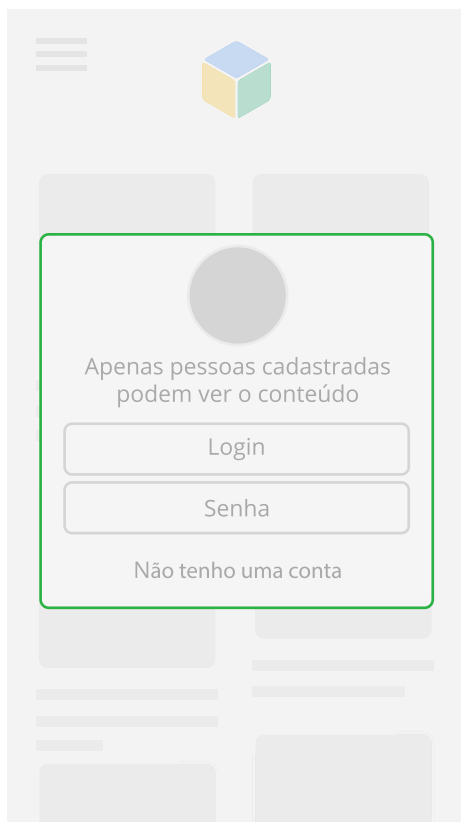 Apenas pessoas cadastradas
podem ver o conteúdo
Login
Senha
Não tenho uma conta